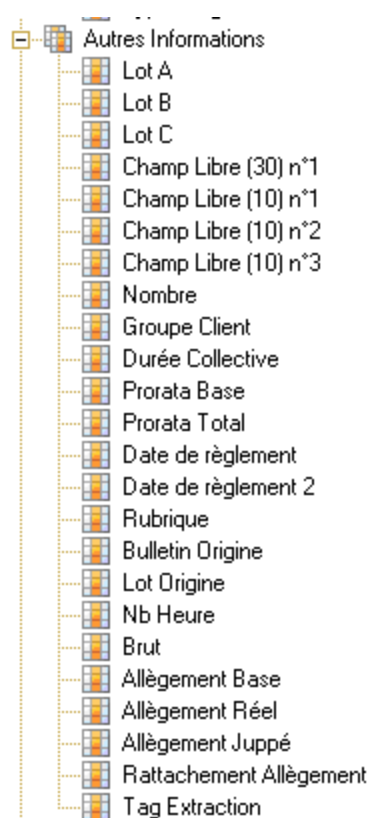 Autres Informations
Lot A
Lot B
Lot C
Champ Libre (30) n°1
Champ Libre (10) n°1
Champ Libre (10) n°2
Champ Libre (10) n°3
Nombre
Groupe Client
Durée Collective
Prorata Base
Prorata Total
Date de règlement
Date de règlement 2
Rubrique
Bulletin Origine
Lot Origine
Nb Heure
Brut
Allègement Base
Allègement Réel
Allègement Juppé
Rattachement Allègement
Tag Extraction